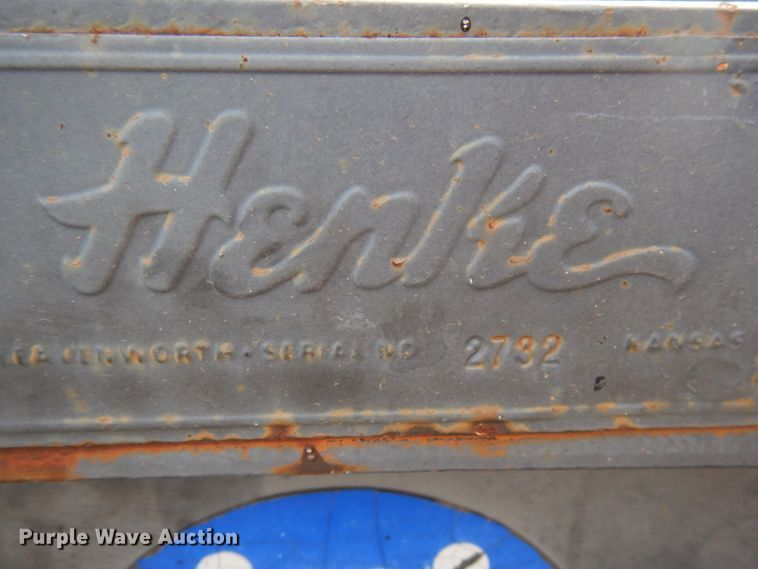 Henke
LEAVENWORTH · SERIAL NO. 2732 KANSAS
Purple Wave Auction